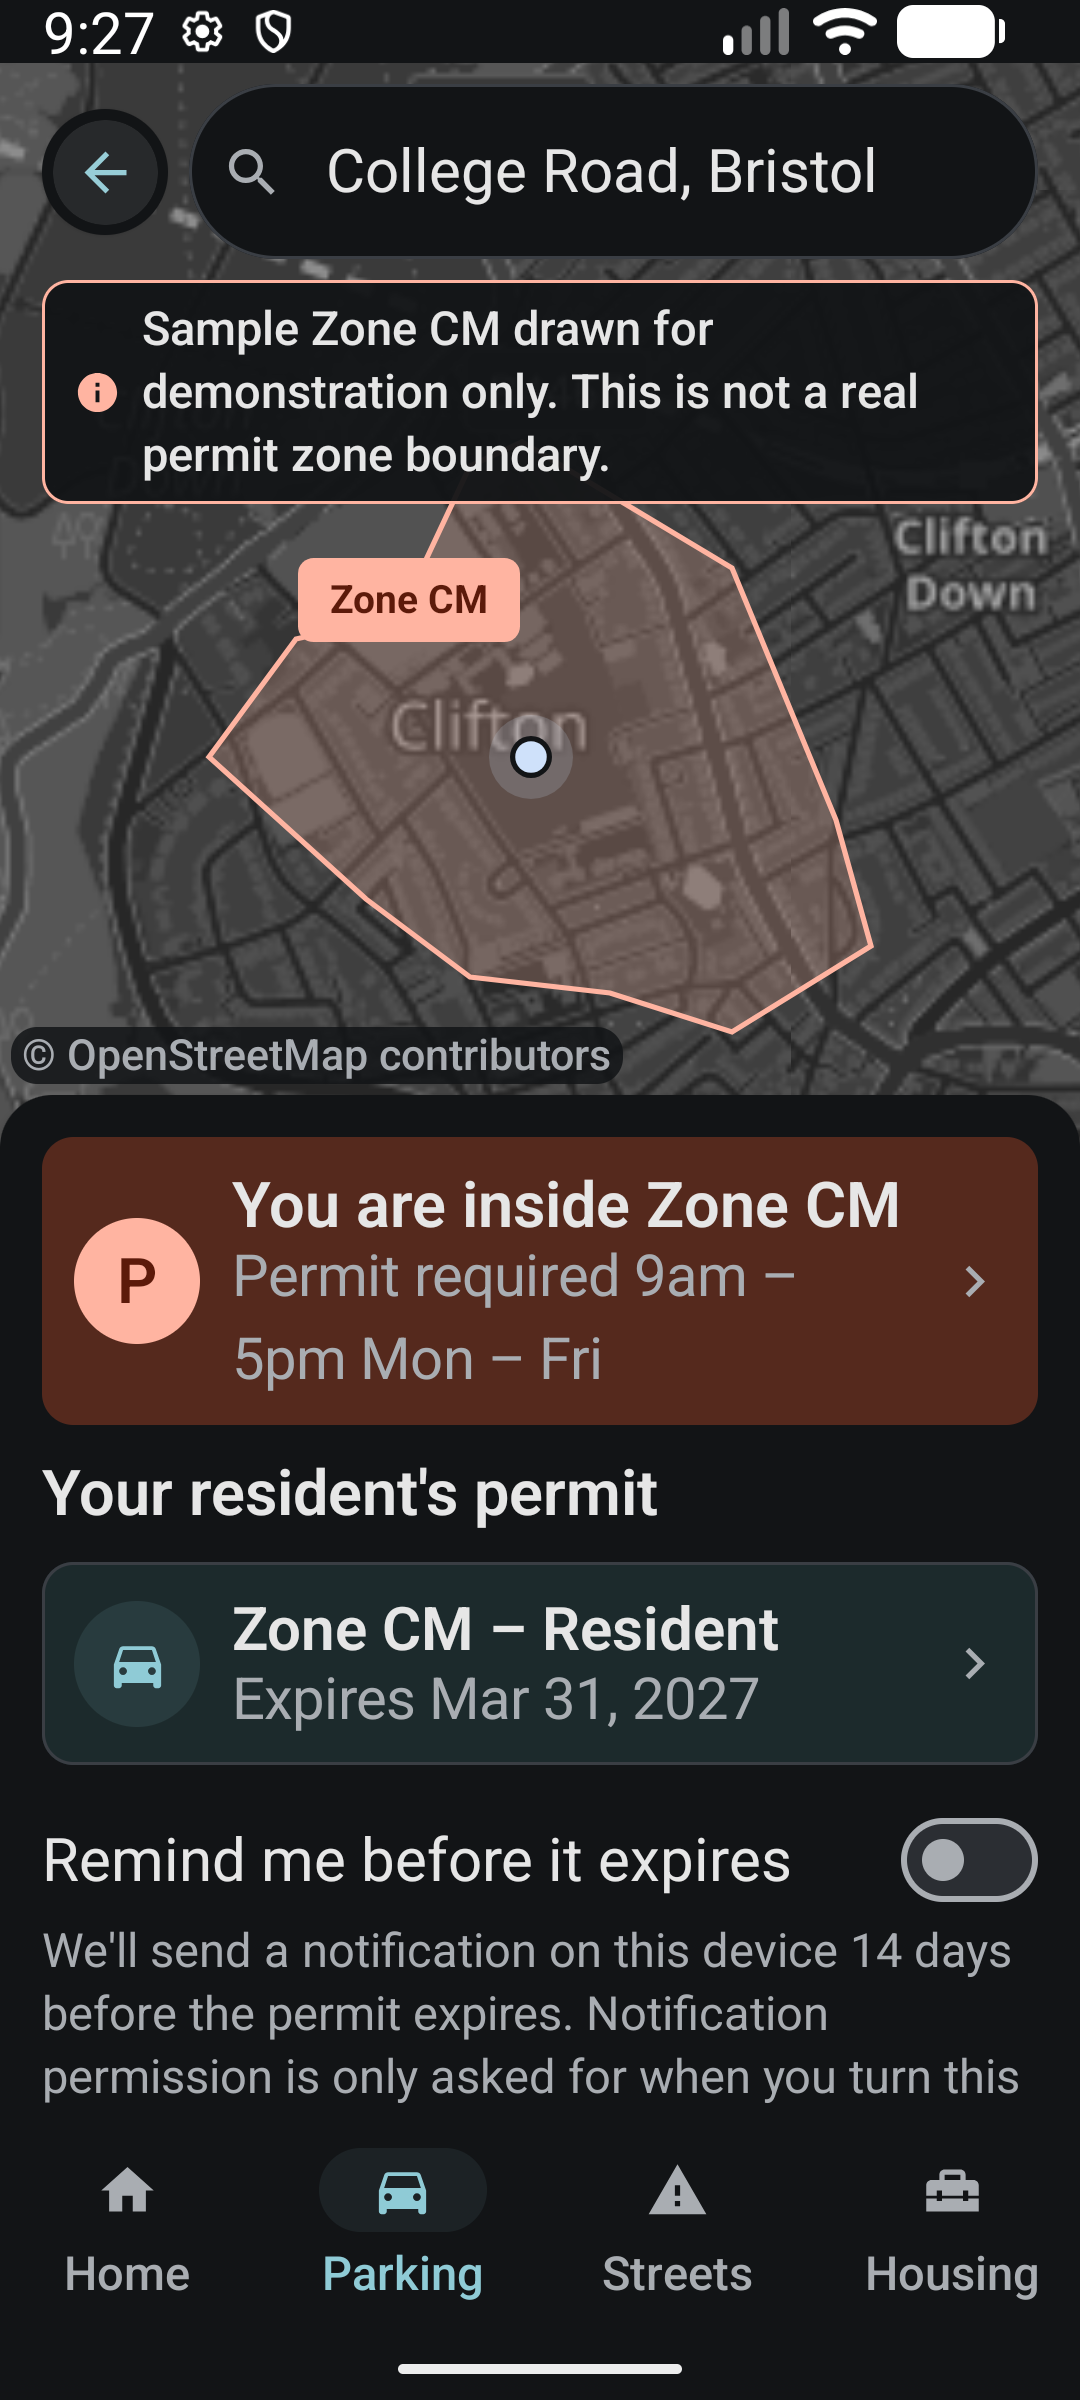 9:27
College Road, Bristol
Sample Zone CM drawn for
demonstration only. This is not a real
permit zone boundary.
Clifton
Down
Zone CM
Clifton
© OpenStreetMap contributors
You are inside Zone CM
P
Permit required 9am –
5pm Mon – Fri
Your resident's permit
Zone CM – Resident
Expires Mar 31, 2027
Remind me before it expires
We'll send a notification on this device 14 days
before the permit expires. Notification
permission is only asked for when you turn this
Home
Parking
Streets
Housing